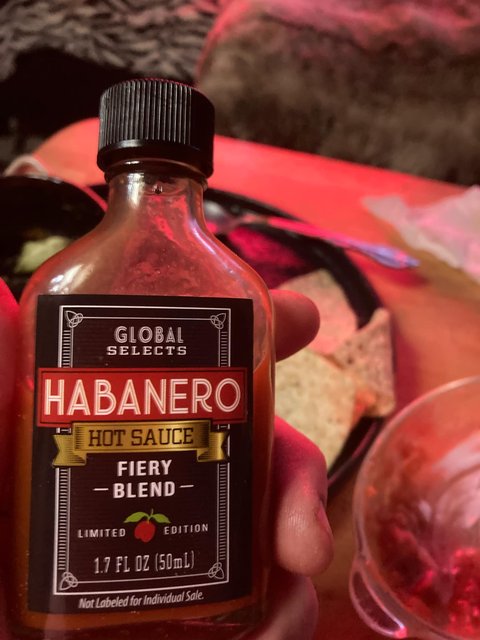 GLOBAL
SELECTS
HABANERO
HOT SAUCE
FIERY
–BLEND–
LIMITED EDITION
1.7 FL OZ (50mL)
Not Labeled for Individual Sale.